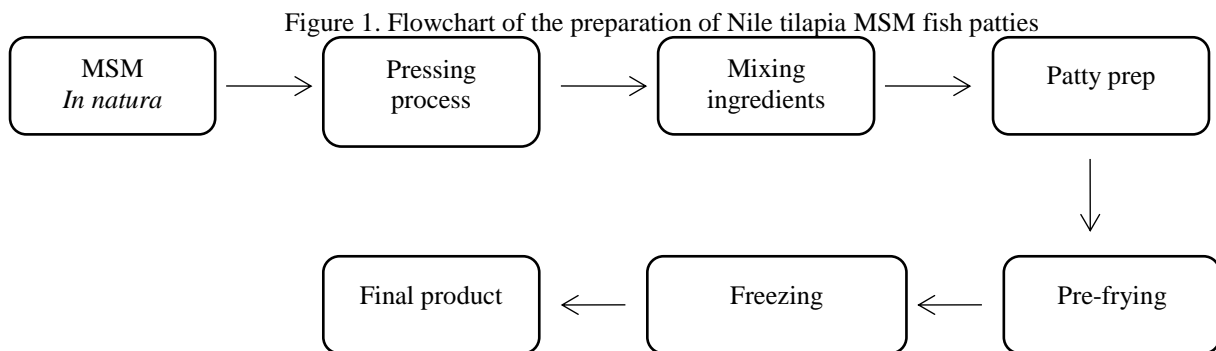 Figure 1. Flowchart of the preparation of Nile tilapia MSM fish patties
MSM
In natura
Pressing
process
Mixing
ingredients
Patty prep
Pre-frying
Freezing
Final product